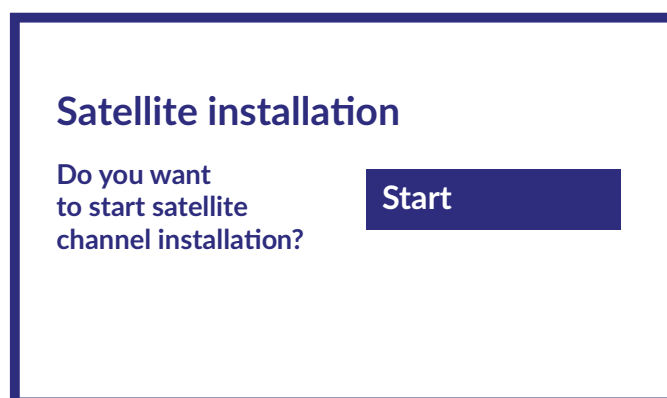 Satellite installation
Do you want
to start satellite
channel installation?
Start